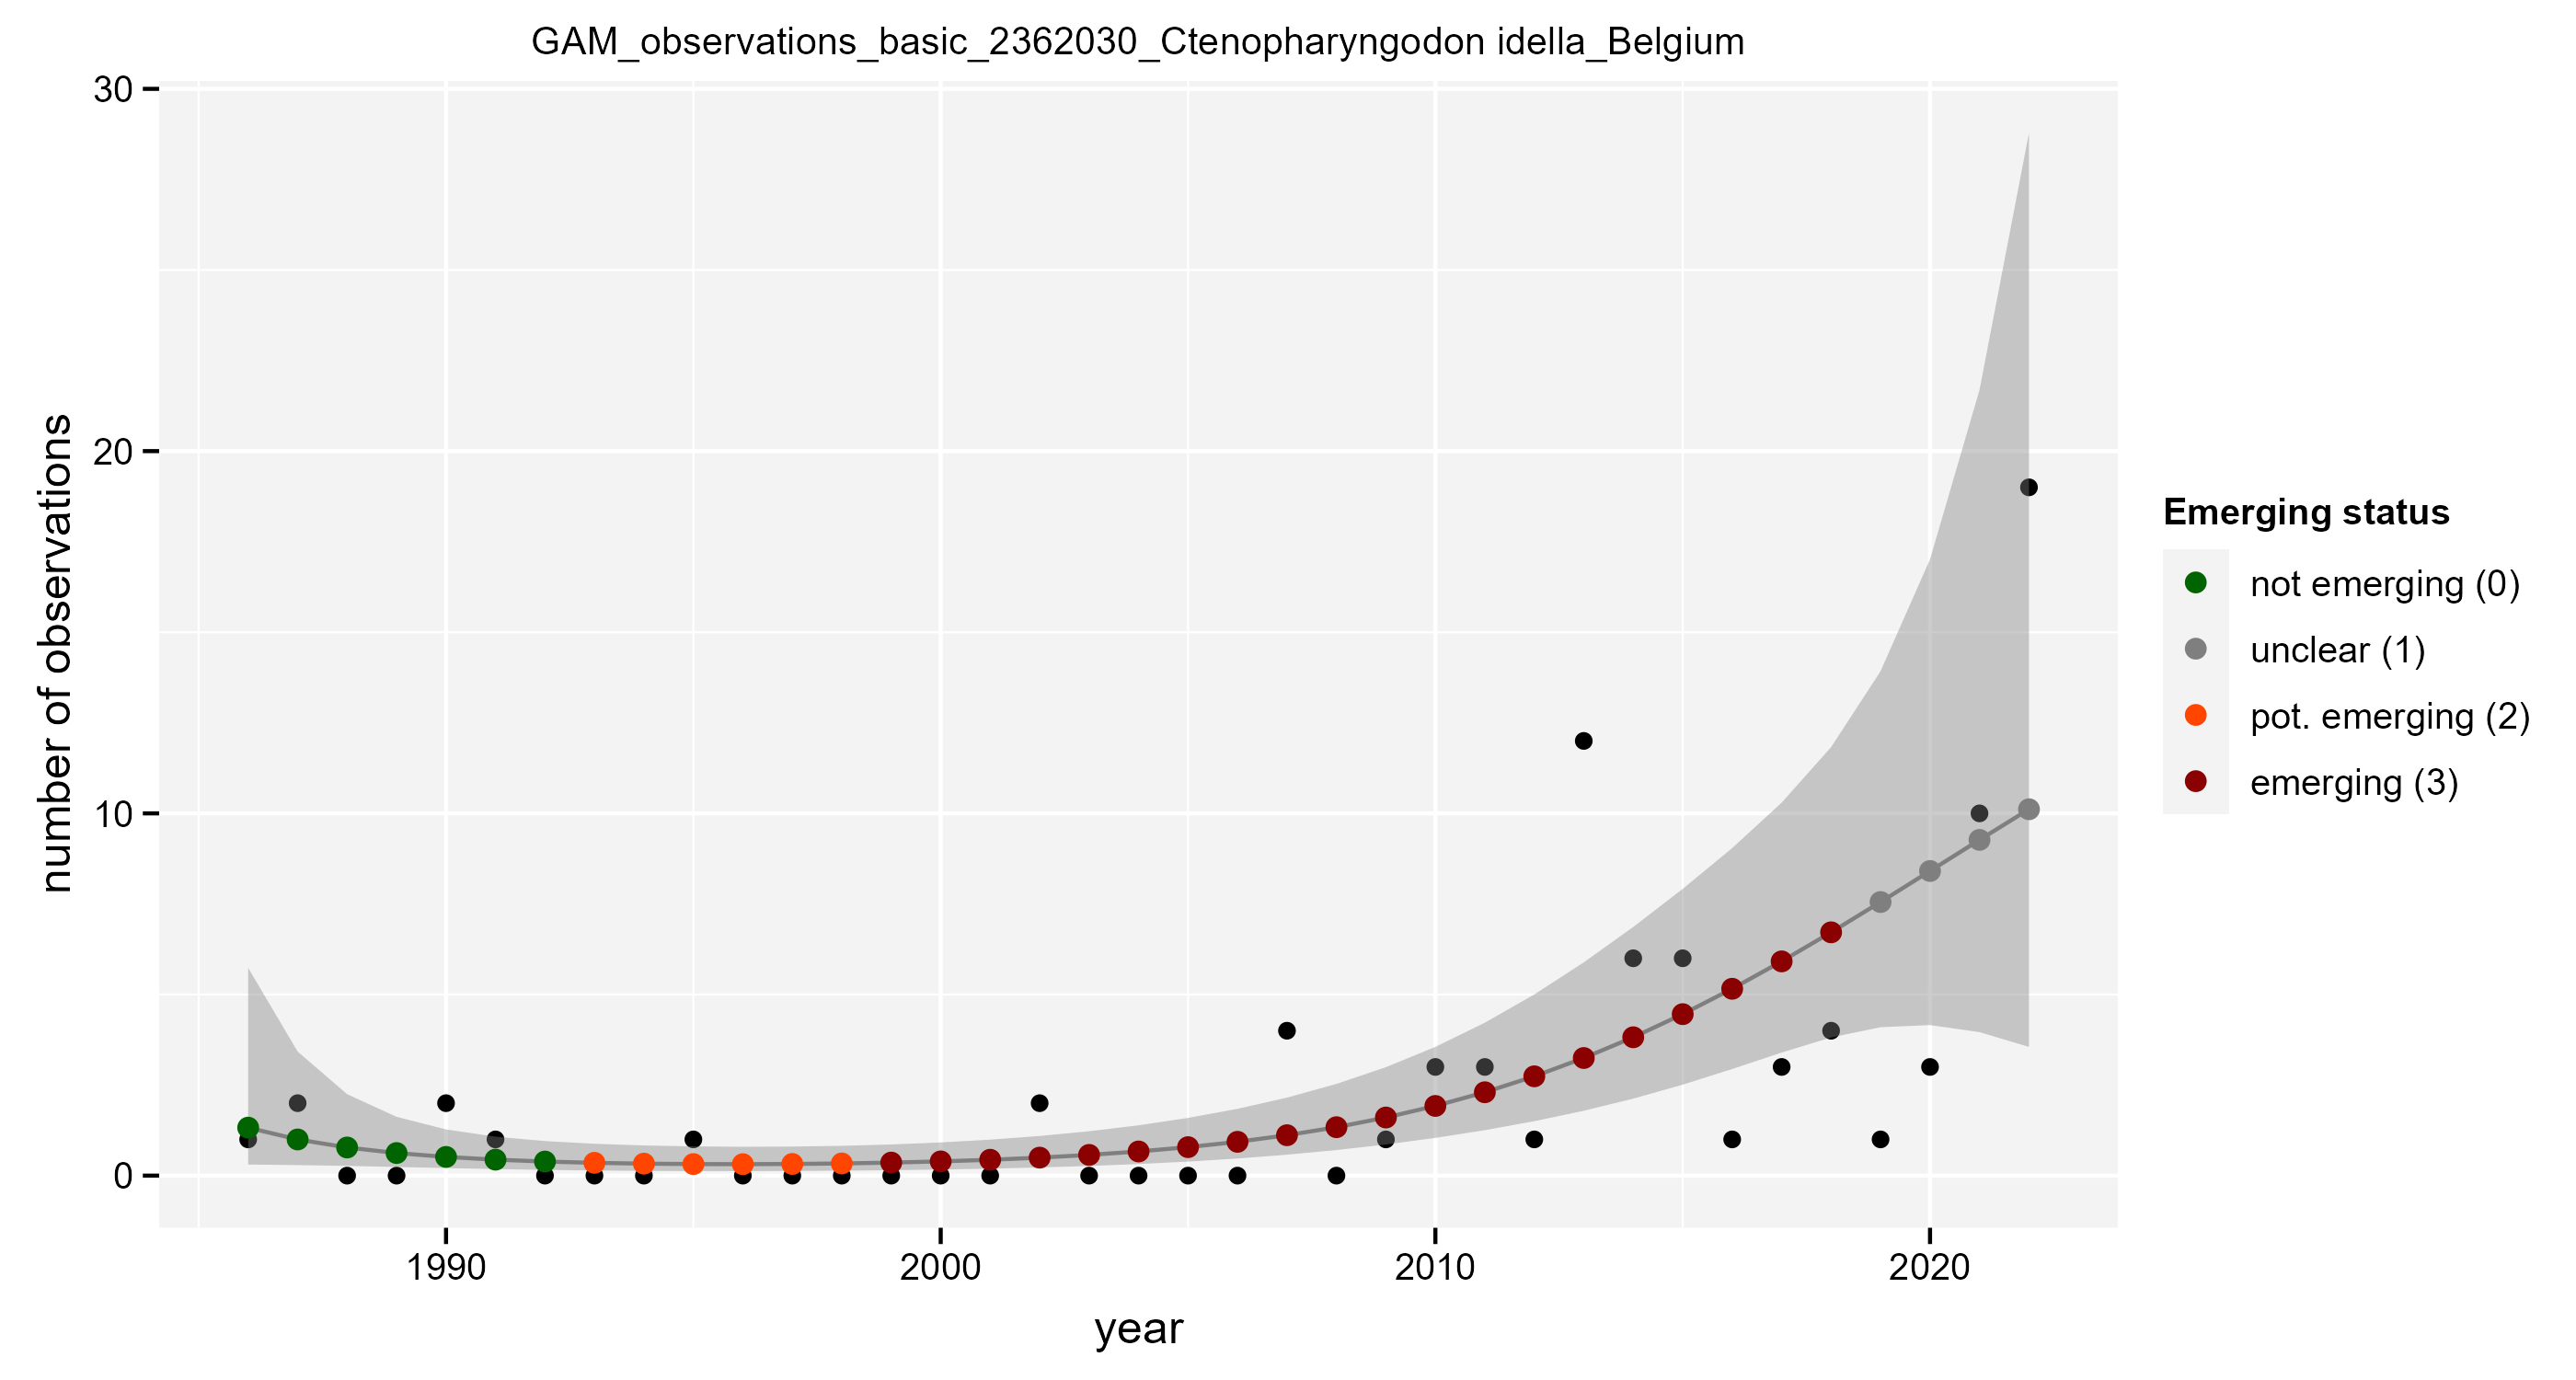 GAM_observations_basic_2362030_Ctenopharyngodon idella_Belgium
30
20
10
0
number of observations
1990
2000
2010
2020
year
Emerging status
not emerging (0)
unclear (1)
pot. emerging (2)
emerging (3)